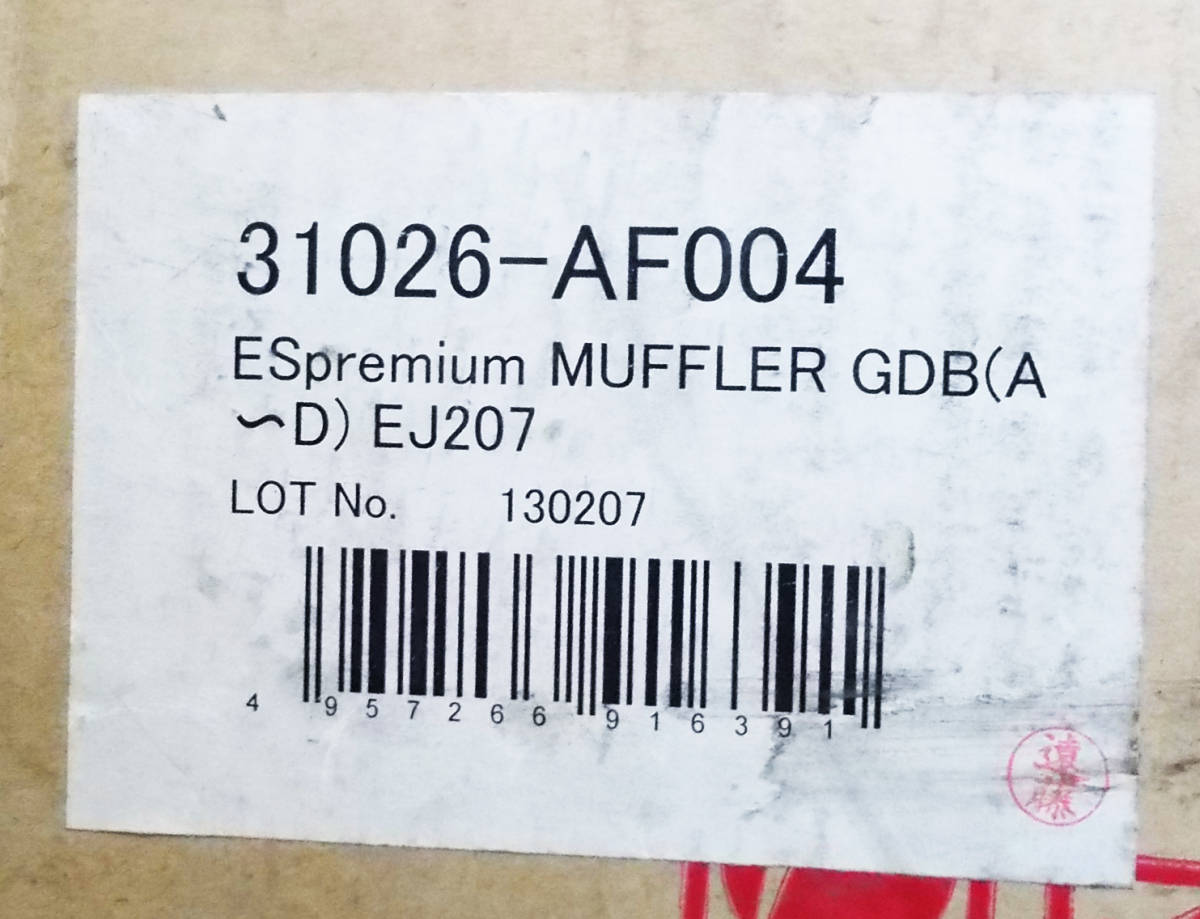 31026-AF004
ESpremium MUFFLER GDB(A
〜D) EJ207
LOT No. 130207
4 957266 916391